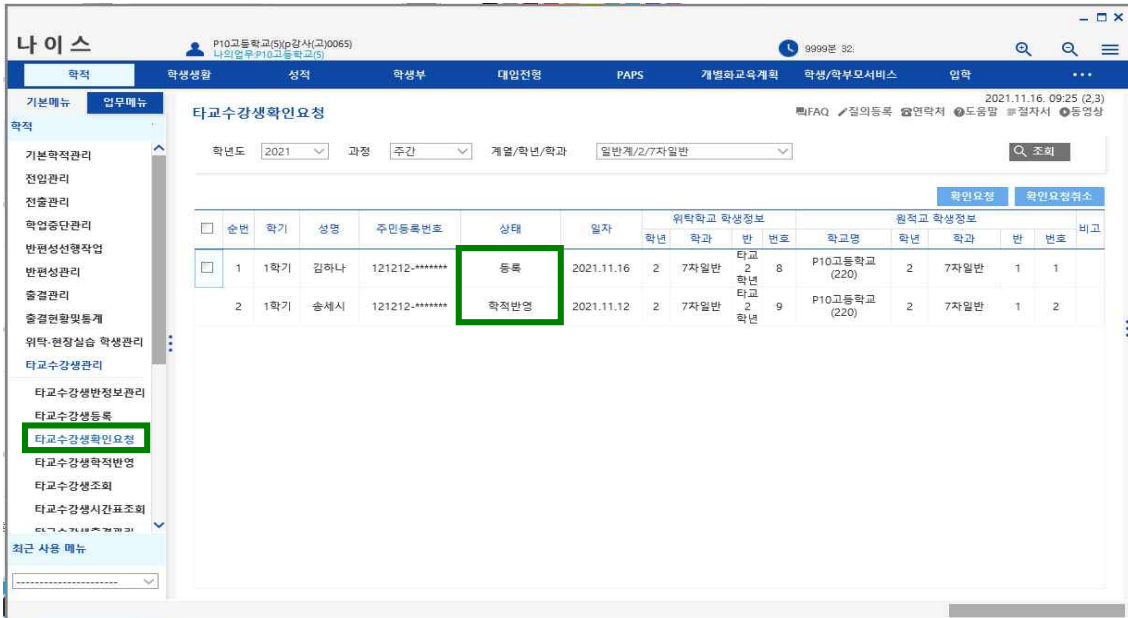 나이스
P10고등학교(5)(p강사(고)0065)
나의업무:P10고등학교(5)
9999분 32.
학적 학생생활 성적 학생부 대입전형 PAPS 개별화교육계획 학생/학부모서비스 입학 •••
기본메뉴 업무메뉴
학적
기본학적관리
전입관리
전출관리
학업중단관리
반편성선행작업
반편성관리
출결관리
출결현황및통계
위탁·현장실습 학생관리
타교수강생관리
타교수강생반정보관리
타교수강생등록
타교수강생확인요청
타교수강생학적반영
타교수강생조회
타교수강생시간표조회
최근 사용 메뉴
----------------------
타교수강생확인요청
2021.11.16. 09:25 (2,3)
FAQ 질의등록 연락처 도움말 절차서 동영상
학년도 2021 과정 주간 계열/학년/학과 일반계/2/7차일반 조회
확인요청 확인요청취소
순번 학기 성명 주민등록번호 상태 일자 위탁학교 학생정보 원적교 학생정보 비고
학년 학과 반 번호 학교명 학년 학과 반 번호
1 1학기 김하나 121212-******* 등록 2021.11.16 2 7차일반 타교 2 학년 8 P10고등학교 (220) 2 7차일반 1 1
2 1학기 송세시 121212-******* 학적반영 2021.11.12 2 7차일반 타교 2 학년 9 P10고등학교 (220) 2 7차일반 1 2